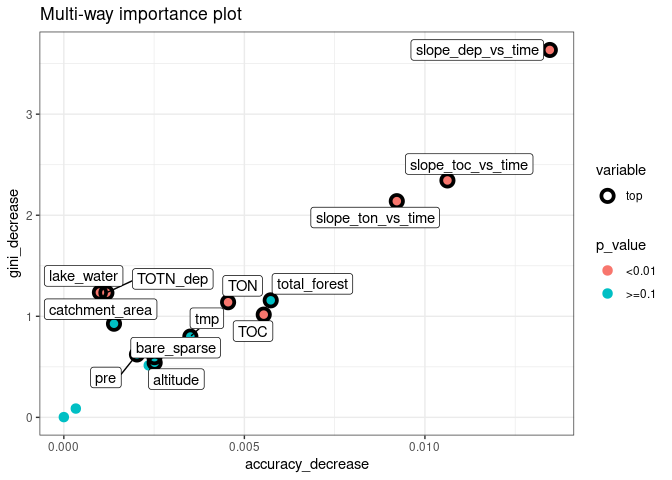 Multi-way importance plot
slope_dep_vs_time
slope_toc_vs_time
slope_ton_vs_time
lake_water
TOTN_dep
TON
total_forest
catchment_area
tmp
TOC
bare_sparse
pre
altitude
gini_decrease
3
2
1
0
0.000
0.005
0.010
accuracy_decrease
variable
top
p_value
<0.01
>=0.1